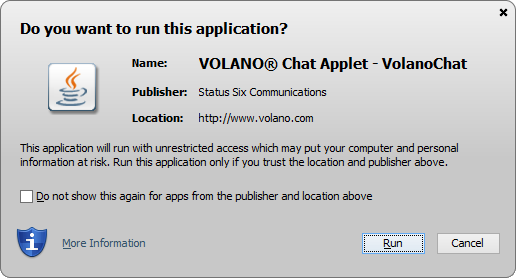 Do you want to run this application?
Name: VOLANO® Chat Applet - VolanoChat
Publisher: Status Six Communications
Location: http://www.volano.com
This application will run with unrestricted access which may put your computer and personal
information at risk. Run this application only if you trust the location and publisher above.
Do not show this again for apps from the publisher and location above
More Information
Run
Cancel